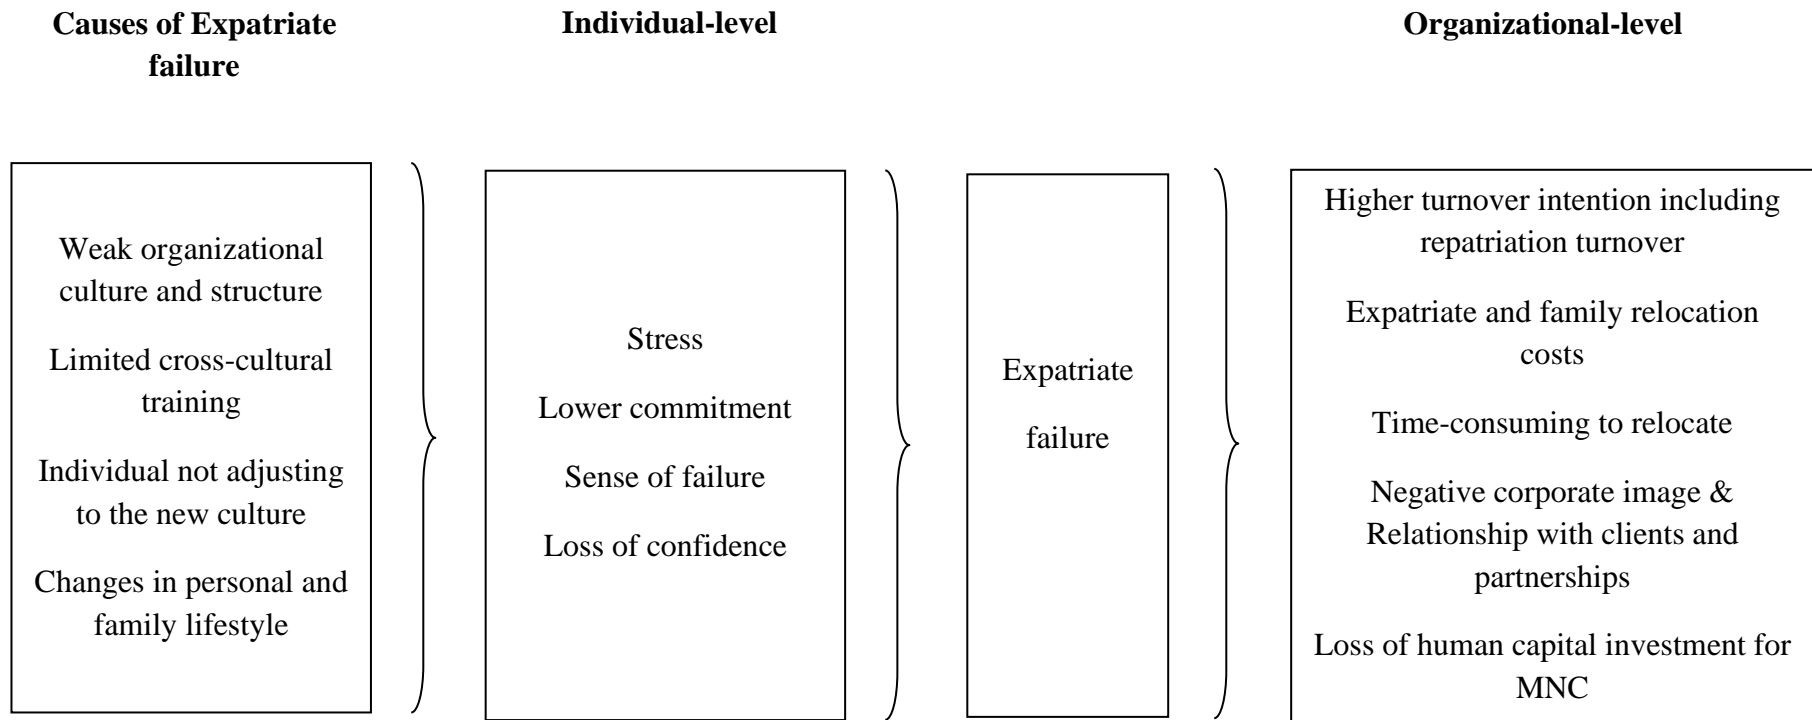 Causes of Expatriate
failure
Individual-level
Organizational-level
Weak organizational
culture and structure
Limited cross-cultural
training
Individual not adjusting
to the new culture
Changes in personal and
family lifestyle
Stress
Lower commitment
Sense of failure
Loss of confidence
Expatriate
failure
Higher turnover intention including
repatriation turnover
Expatriate and family relocation
costs
Time-consuming to relocate
Negative corporate image &
Relationship with clients and
partnerships
Loss of human capital investment for
MNC